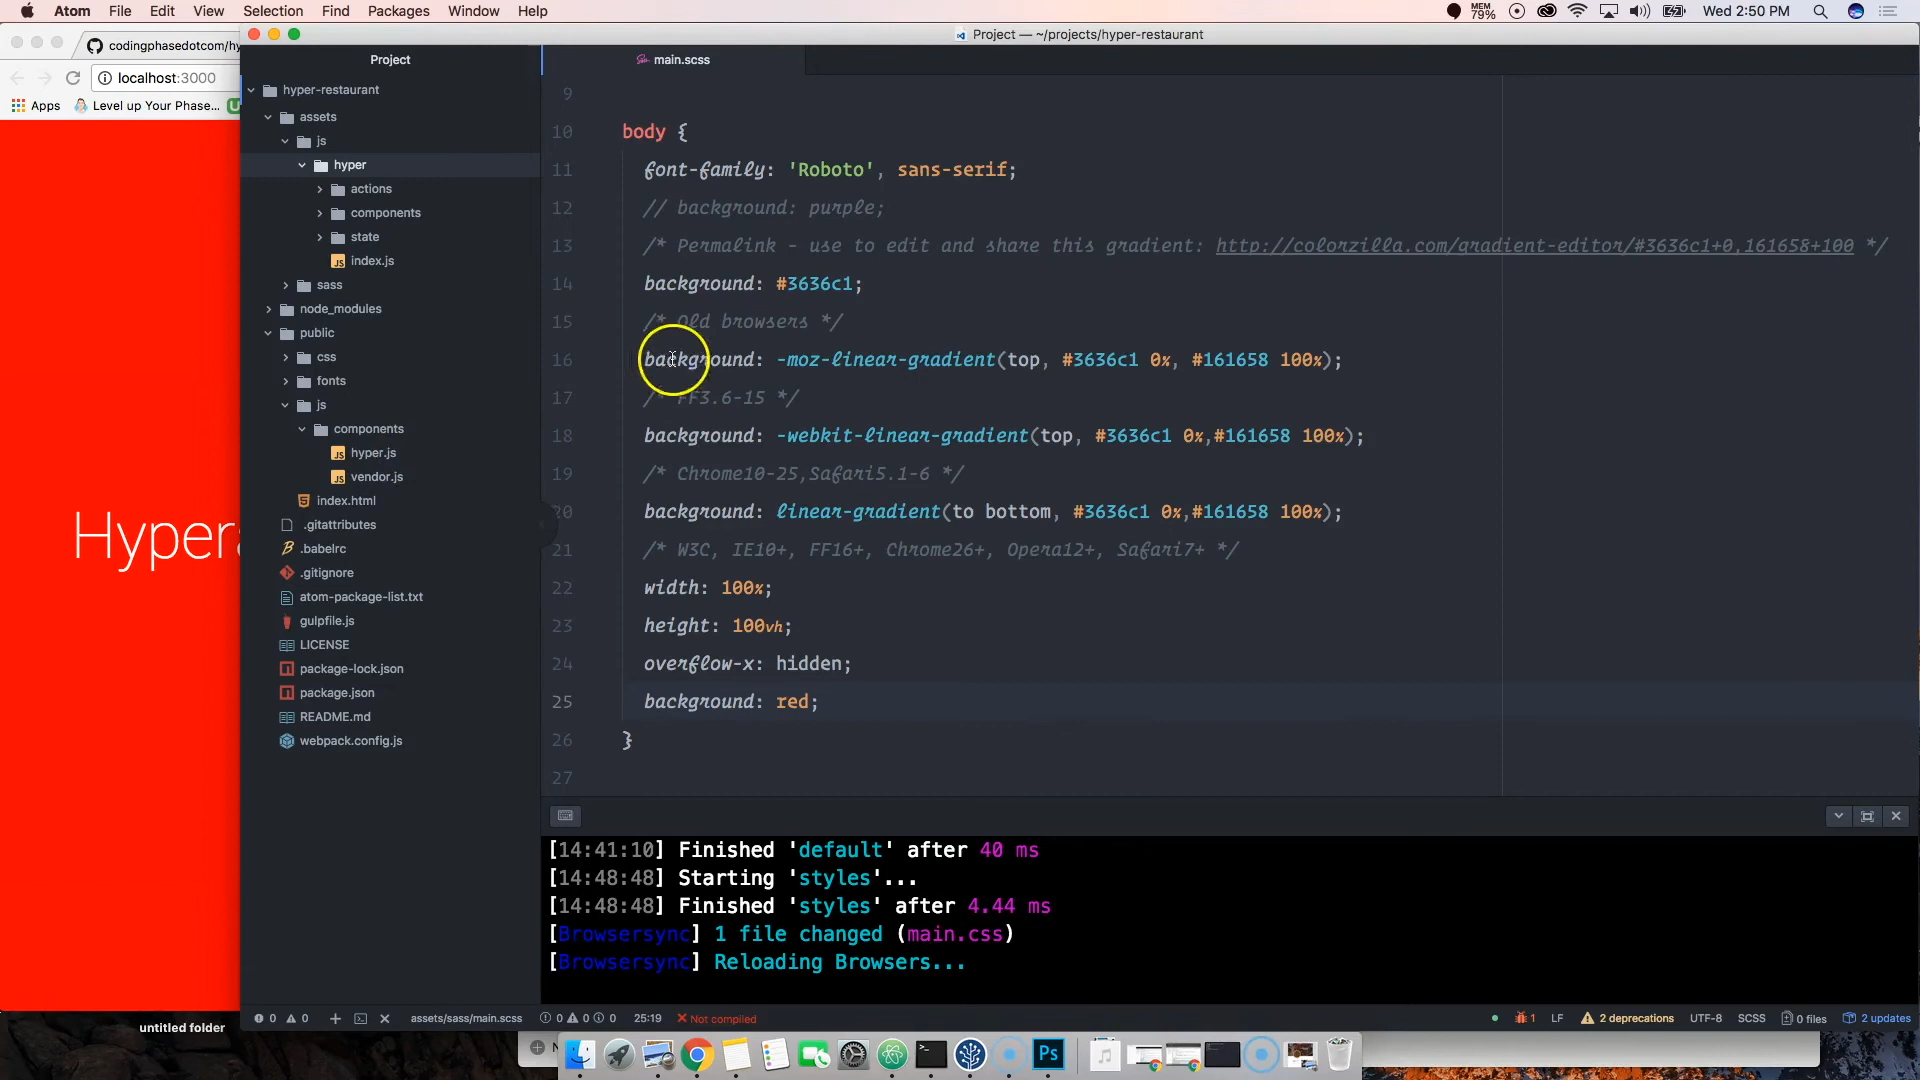 Atom File Edit View Selection Find Packages Window Help
MEM 79% Wed 2:50 PM
codingphasedotcom/hy
localhost:3000
Apps Level up Your Phase...
Hyper
untitled folder
Project — ~/projects/hyper-restaurant
Project
hyper-restaurant
assets
js
hyper
actions
components
state
index.js
sass
node_modules
public
css
fonts
js
components
hyper.js
vendor.js
index.html
.gitattributes
.babelrc
.gitignore
atom-package-list.txt
gulpfile.js
LICENSE
package-lock.json
package.json
README.md
webpack.config.js
main.scss
9
10 body {
11 font-family: 'Roboto', sans-serif;
12 // background: purple;
13 /* Permalink - use to edit and share this gradient: http://colorzilla.com/gradient-editor/#3636c1+0,161658+100 */
14 background: #3636c1;
15 /* Old browsers */
16 background: -moz-linear-gradient(top, #3636c1 0%, #161658 100%);
17 /* FF3.6-15 */
18 background: -webkit-linear-gradient(top, #3636c1 0%,#161658 100%);
19 /* Chrome10-25,Safari5.1-6 */
20 background: linear-gradient(to bottom, #3636c1 0%,#161658 100%);
21 /* W3C, IE10+, FF16+, Chrome26+, Opera12+, Safari7+ */
22 width: 100%;
23 height: 100vh;
24 overflow-x: hidden;
25 background: red;
26 }
27
[14:41:10] Finished 'default' after 40 ms
[14:48:48] Starting 'styles'...
[14:48:48] Finished 'styles' after 4.44 ms
[Browsersync] 1 file changed (main.css)
[Browsersync] Reloading Browsers...
0 0 assets/sass/main.scss 0 0 0 25:19 Not compiled 1 LF 2 deprecations UTF-8 SCSS 0 files 2 updates
Ps